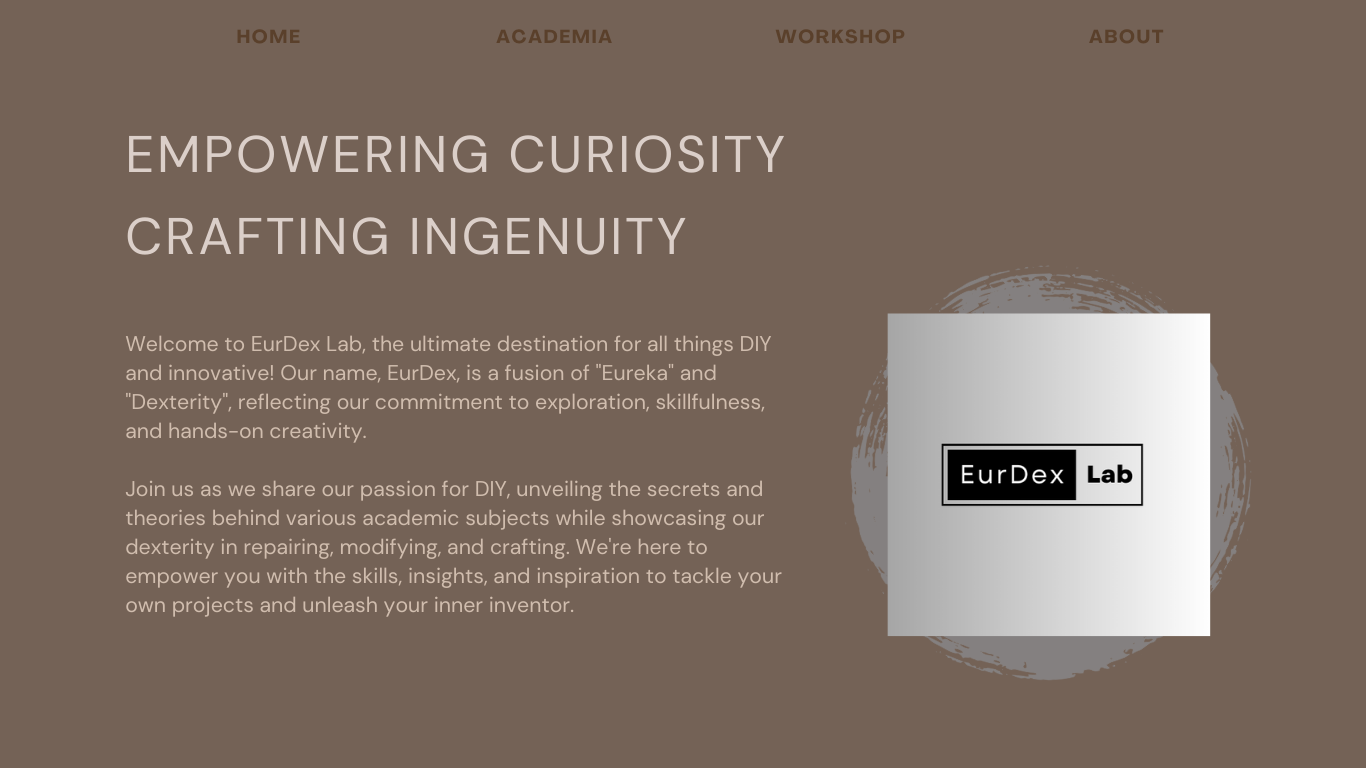 HOME ACADEMIA WORKSHOP ABOUT
EMPOWERING CURIOSITY
CRAFTING INGENUITY
Welcome to EurDex Lab, the ultimate destination for all things DIY
and innovative! Our name, EurDex, is a fusion of "Eureka" and
"Dexterity", reflecting our commitment to exploration, skillfulness,
and hands-on creativity.
Join us as we share our passion for DIY, unveiling the secrets and
theories behind various academic subjects while showcasing our
dexterity in repairing, modifying, and crafting. We're here to
empower you with the skills, insights, and inspiration to tackle your
own projects and unleash your inner inventor.
EurDex Lab